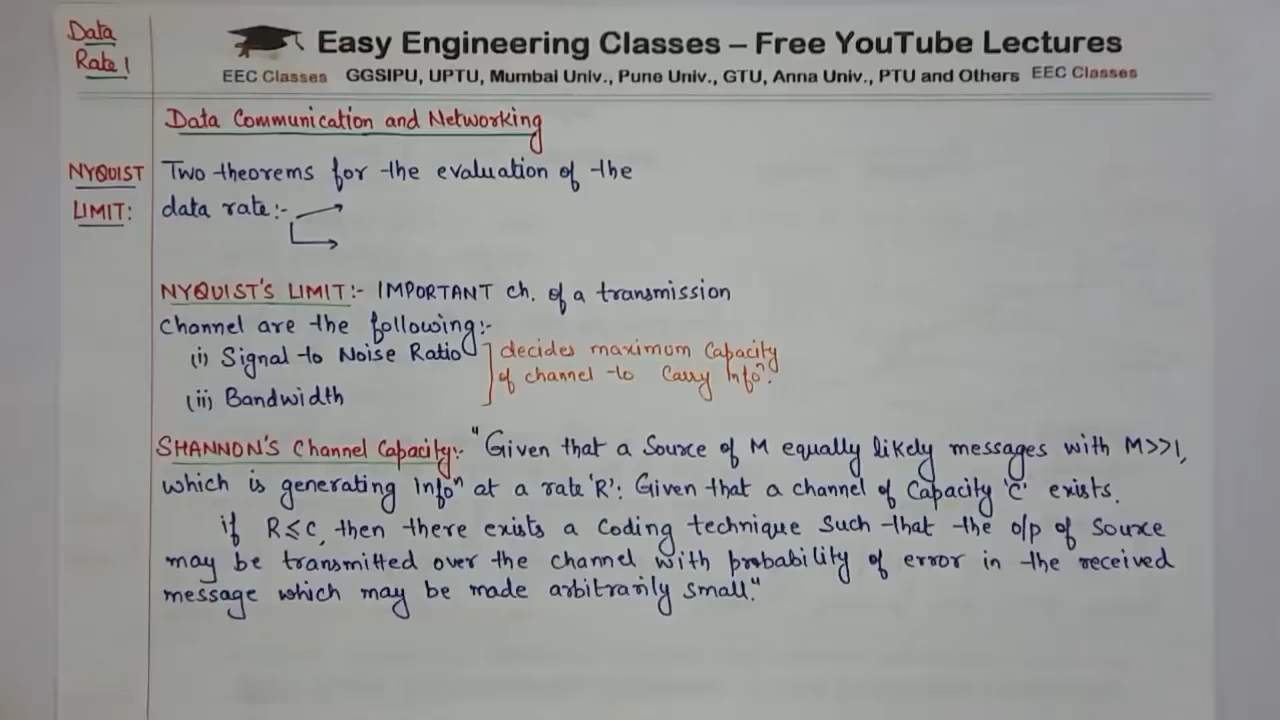 Data
Rate 1
Easy Engineering Classes – Free YouTube Lectures
EEC Classes GGSIPU, UPTU, Mumbai Univ., Pune Univ., GTU, Anna Univ., PTU and Others EEC Classes
Data Communication and Networking
NYQUIST
LIMIT:
Two theorems for the evaluation of the
data rate:-
NYQUIST'S LIMIT:- IMPORTANT ch. of a transmission
Channel are the following:-
(i) Signal to Noise Ratio
(ii) Bandwidth
decides maximum Capacity
of channel to Carry Infoⁿ.
SHANNON'S Channel Capacity:- "Given that a Source of M equally likely messages with M>>1,
which is generating Infoⁿ at a rate 'R': Given that a channel of Capacity 'C' exists.
if R≤C, then there exists a Coding technique Such that the o/p of Source
may be transmitted over the channel with probability of error in the received
message which may be made arbitrarily small."